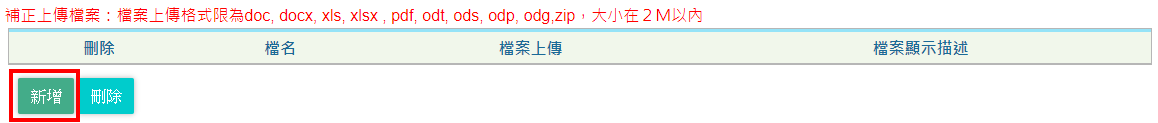 補正上傳檔案：檔案上傳格式限為doc, docx, xls, xlsx , pdf, odt, ods, odp, odg,zip，大小在２Ｍ以內
刪除 檔名 檔案上傳 檔案顯示描述
新增 刪除